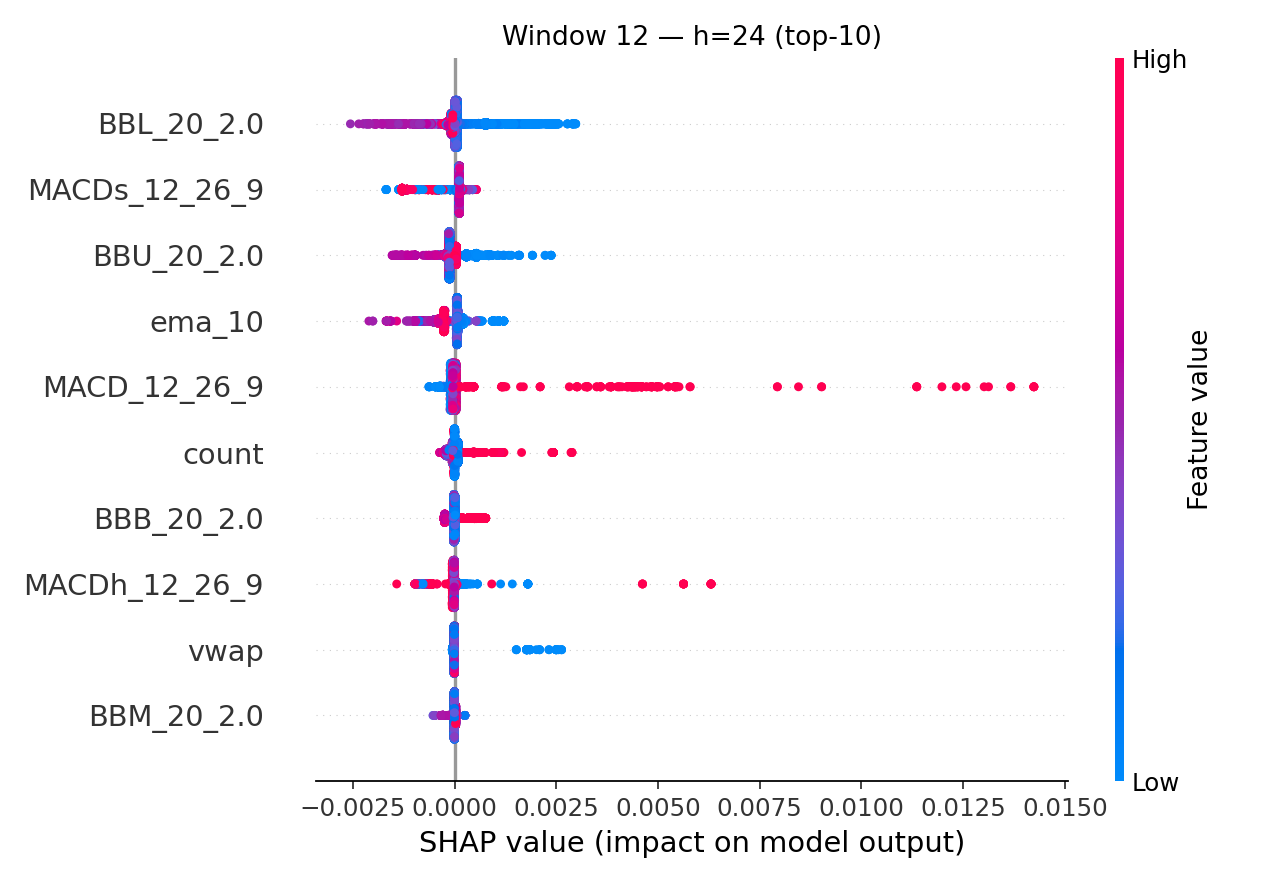 Window 12 — h=24 (top-10)
High
BBL_20_2.0
MACDs_12_26_9
BBU_20_2.0
ema_10
MACD_12_26_9
count
BBB_20_2.0
MACDh_12_26_9
vwap
BBM_20_2.0
Feature value
Low
−0.0025 0.0000 0.0025 0.0050 0.0075 0.0100 0.0125 0.0150
SHAP value (impact on model output)